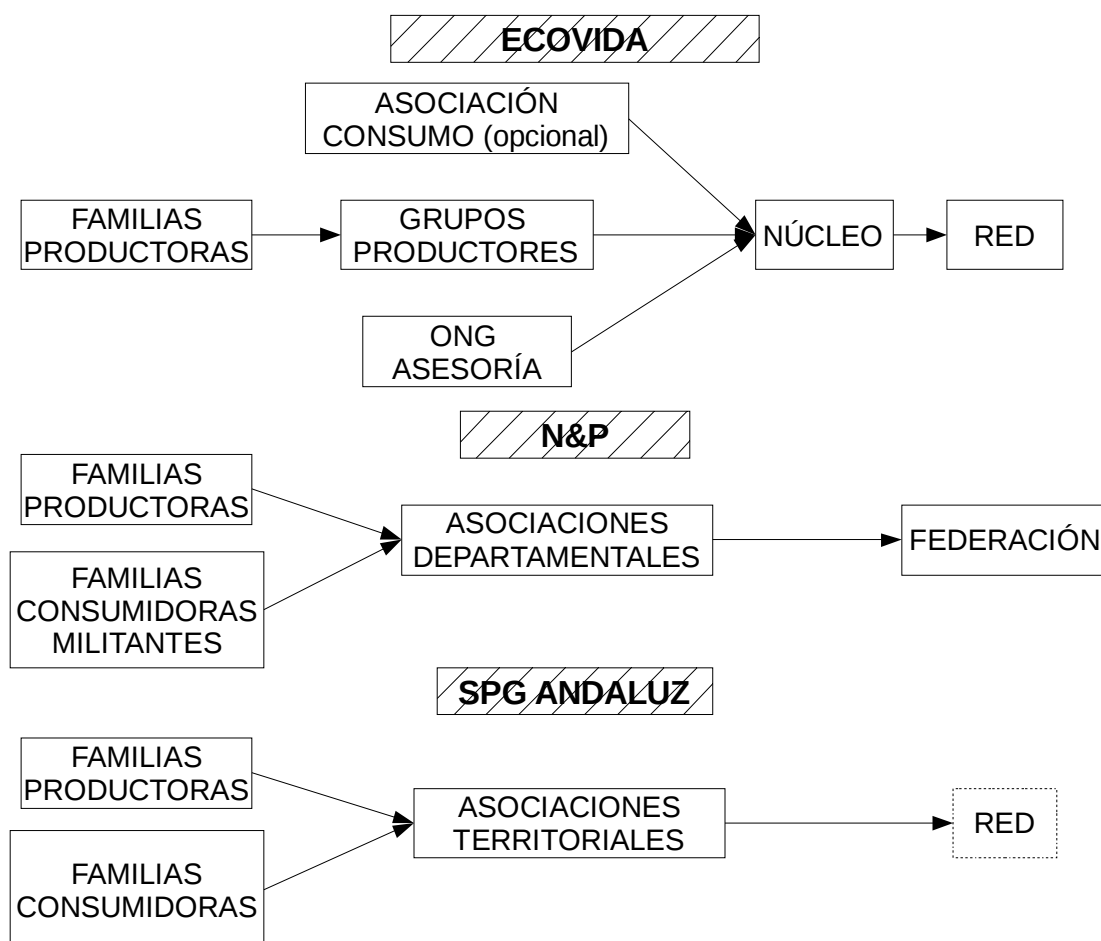 ECOVIDA
ASOCIACIÓN
CONSUMO (opcional)
FAMILIAS
PRODUCTORAS
GRUPOS
PRODUCTORES
NÚCLEO
RED
ONG
ASESORÍA
N&P
FAMILIAS
PRODUCTORAS
ASOCIACIONES
DEPARTAMENTALES
FEDERACIÓN
FAMILIAS
CONSUMIDORAS
MILITANTES
SPG ANDALUZ
FAMILIAS
PRODUCTORAS
ASOCIACIONES
TERRITORIALES
RED
FAMILIAS
CONSUMIDORAS